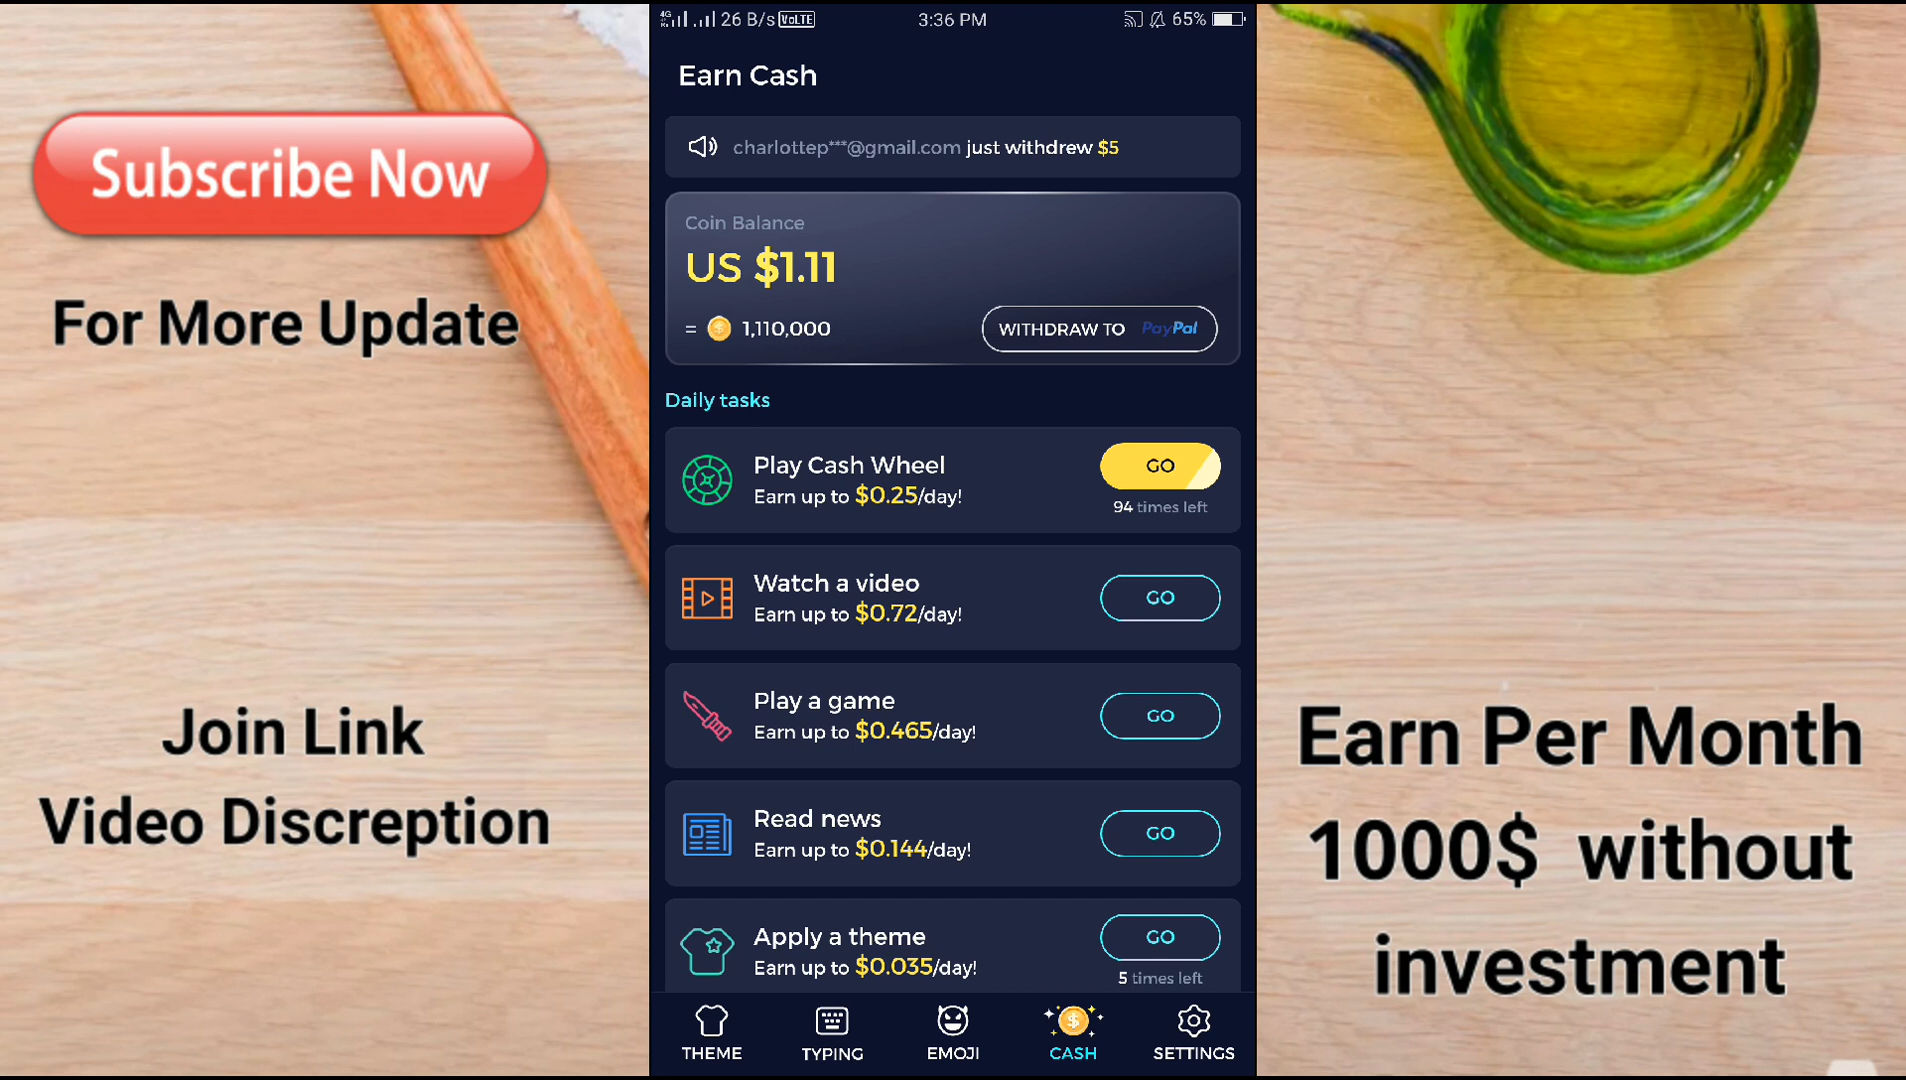 26 B/s VoLTE 3:36 PM 65%
Earn Cash
charlottep***@gmail.com just withdrew $5
Coin Balance
US $1.11
= 1,110,000 WITHDRAW TO PayPal
Daily tasks
Play Cash Wheel GO
Earn up to $0.25/day!
94 times left
Watch a video
Earn up to $0.72/day!
GO
Play a game
Earn up to $0.465/day!
GO
Read news
Earn up to $0.144/day!
GO
Apply a theme GO
Earn up to $0.035/day!
5 times left
THEME TYPING EMOJI CASH SETTINGS
Subscribe Now
For More Update
Join Link
Video Discreption
Earn Per Month
1000$ without
investment